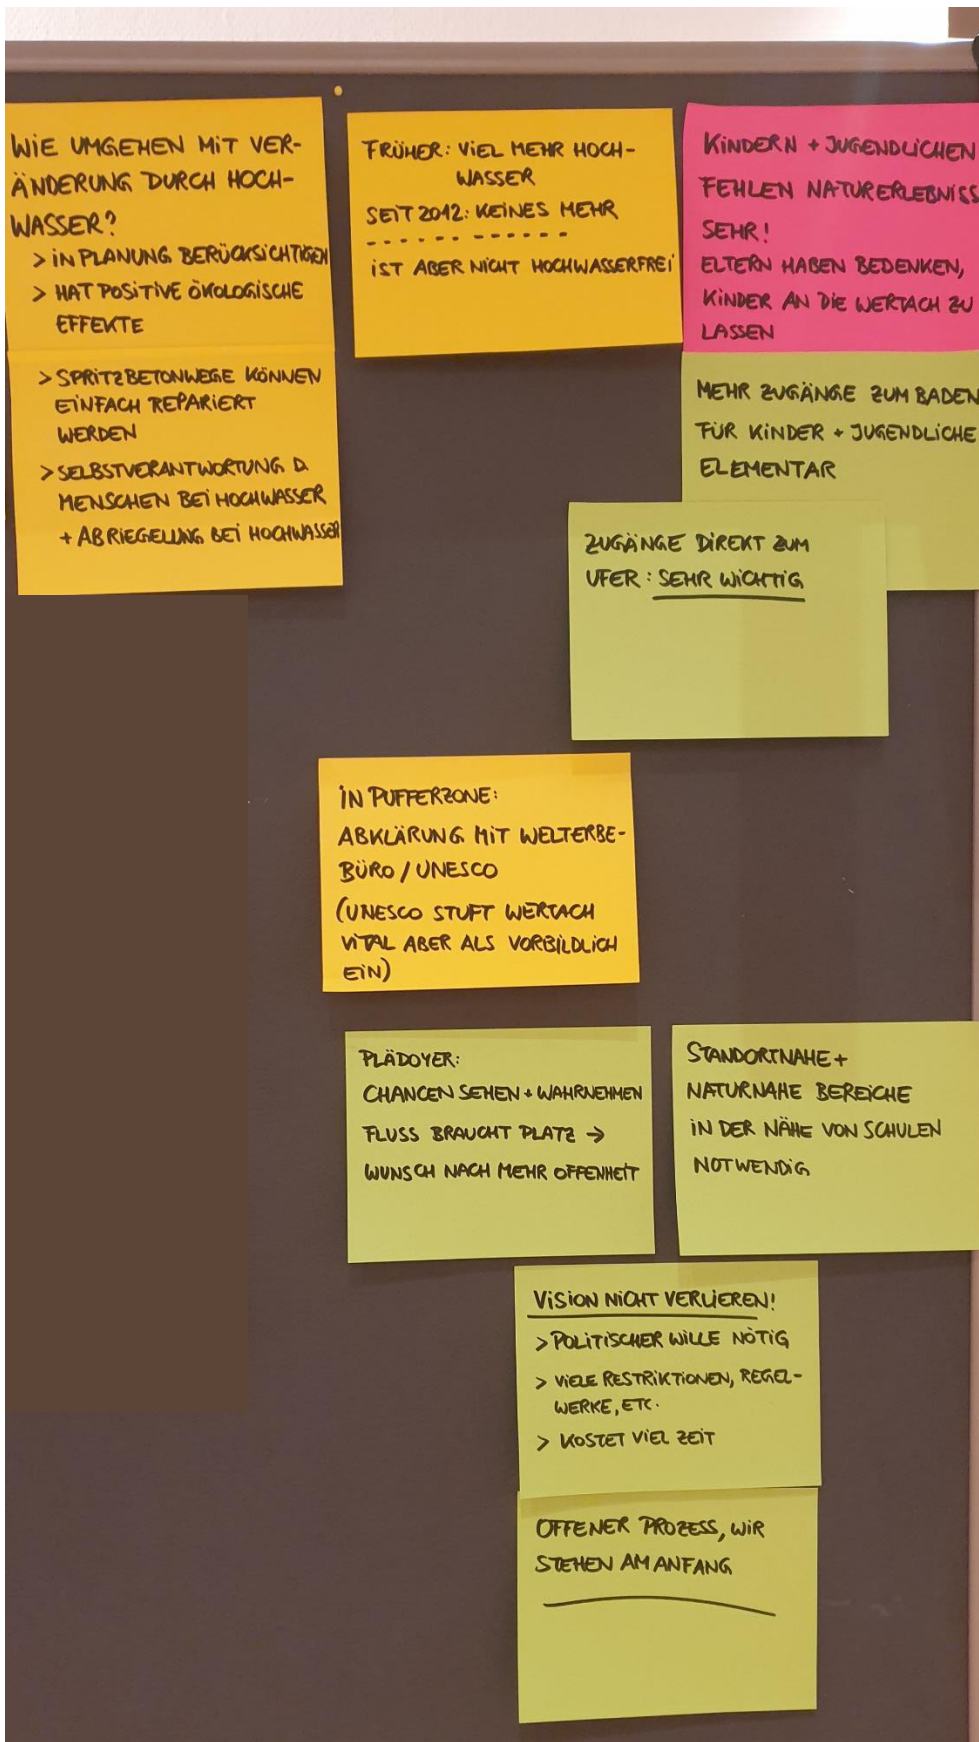 WIE UMGEHEN MIT VER-
ÄNDERUNG DURCH HOCH-
WASSER?
> IN PLANUNG BERÜCKSICHTIGEN
> HAT POSITIVE ÖKOLOGISCHE
EFFEKTE
> SPRITZBETONWEGE KÖNNEN
EINFACH REPARIERT
WERDEN
> SELBSTVERANTWORTUNG D.
MENSCHEN BEI HOCHWASSER
+ ABRIEGELUNG BEI HOCHWASSER
FRÜHER: VIEL MEHR HOCH-
WASSER
SEIT 2012: KEINES MEHR
IST ABER NICHT HOCHWASSERFREI
KINDERN + JUGENDLICHEN
FEHLEN NATURERLEBNISS
SEHR!
ELTERN HABEN BEDENKEN,
KINDER AN DIE WERTACH ZU
LASSEN
MEHR ZUGÄNGE ZUM BADEN
FÜR KINDER + JUGENDLICHE
ELEMENTAR
ZUGÄNGE DIREKT ZUM
UFER: SEHR WICHTIG
IN PUFFERZONE:
ABKLÄRUNG MIT WELTERBE-
BÜRO / UNESCO
(UNESCO STUFT WERTACH
VITAL ABER ALS VORBILDLICH
EIN)
PLÄDOYER:
CHANCEN SEHEN + WAHRNEHMEN
FLUSS BRAUCHT PLATZ →
WUNSCH NACH MEHR OFFENHEIT
STANDORTNAHE +
NATURNAHE BEREICHE
IN DER NÄHE VON SCHULEN
NOTWENDIG
VISION NICHT VERLIEREN!
> POLITISCHER WILLE NÖTIG
> VIELE RESTRIKTIONEN, REGEL-
WERKE, ETC.
> KOSTET VIEL ZEIT
OFFENER PROZESS, WIR
STEHEN AM ANFANG